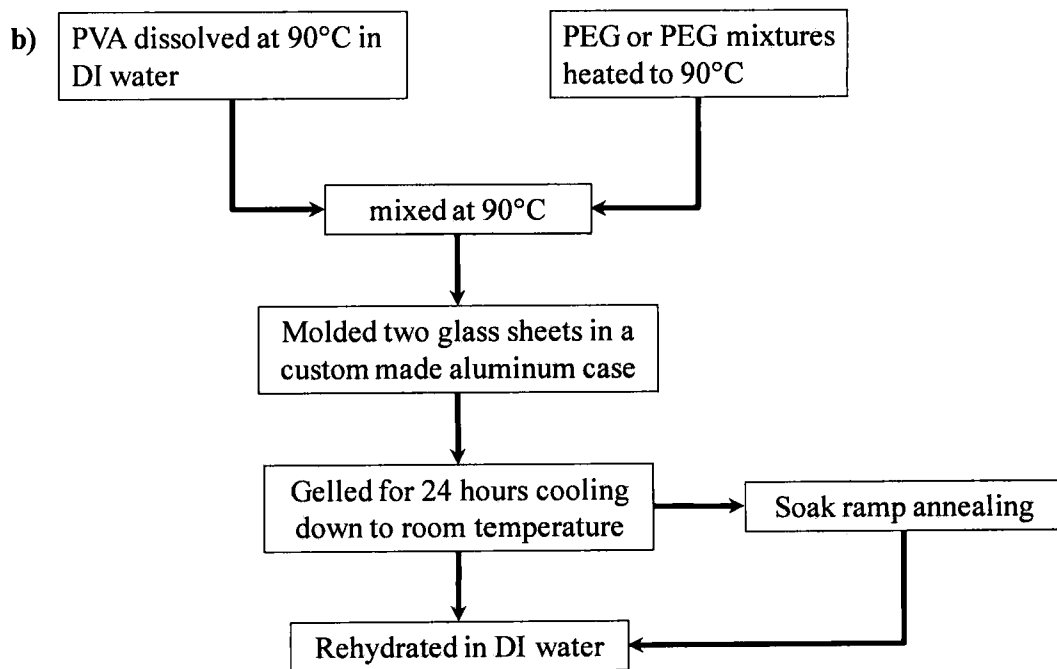 b)
PVA dissolved at 90°C in
DI water
PEG or PEG mixtures
heated to 90°C
mixed at 90°C
Molded two glass sheets in a
custom made aluminum case
Gelled for 24 hours cooling
down to room temperature
Soak ramp annealing
Rehydrated in DI water